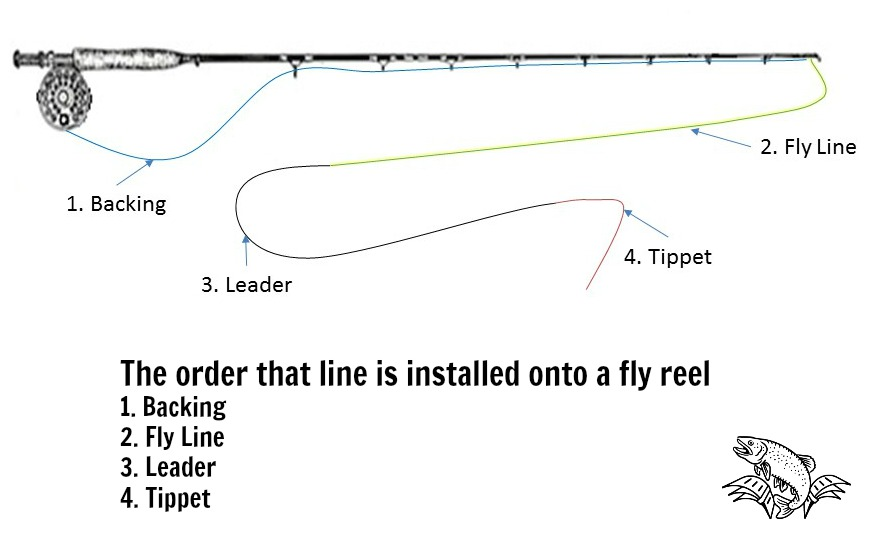 2. Fly Line
1. Backing
4. Tippet
3. Leader
The order that line is installed onto a fly reel
1. Backing
2. Fly Line
3. Leader
4. Tippet